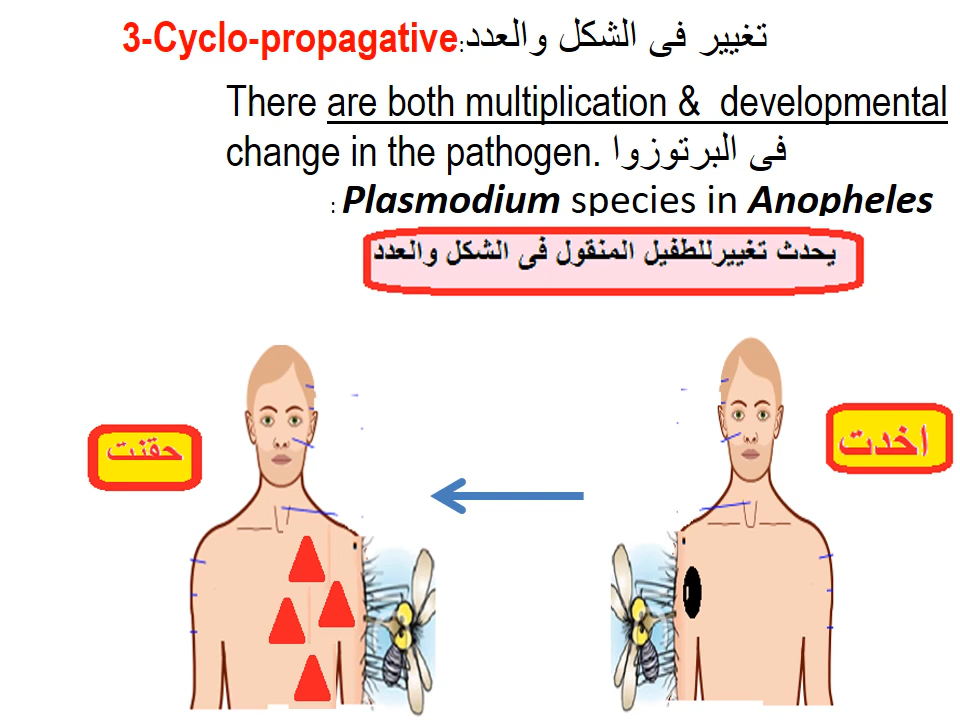 3-Cyclo-propagative:تغيير فى الشكل والعدد
There are both multiplication & developmental
change in the pathogen. فى البرتوزوا
: Plasmodium species in Anopheles
يحدث تغييرللطفيل المنقول فى الشكل والعدد
حقنت
اخدت